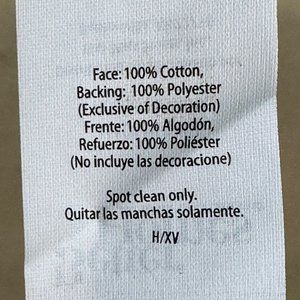 Face: 100% Cotton,
Backing: 100% Polyester
(Exclusive of Decoration)
Frente: 100% Algodón,
Refuerzo: 100% Poliéster
(No incluye las decoracione)
Spot clean only.
Quitar las manchas solamente.
H/XV